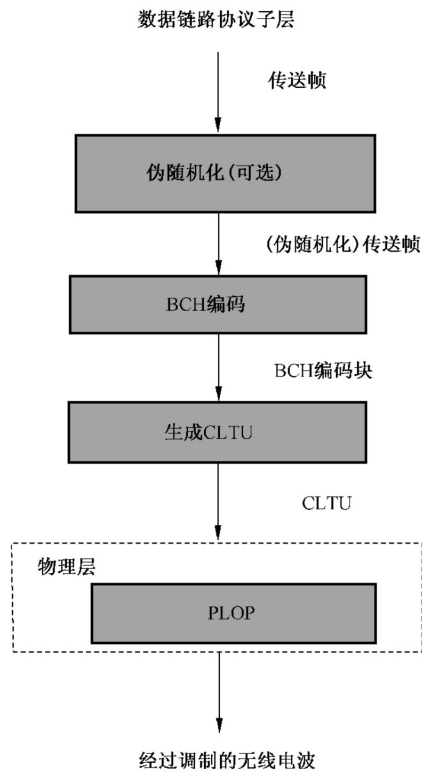 数据链路协议子层
传送帧
伪随机化(可选)
(伪随机化)传送帧
BCH编码
BCH编码块
生成CLTU
CLTU
物理层
PLOP
经过调制的无线电波